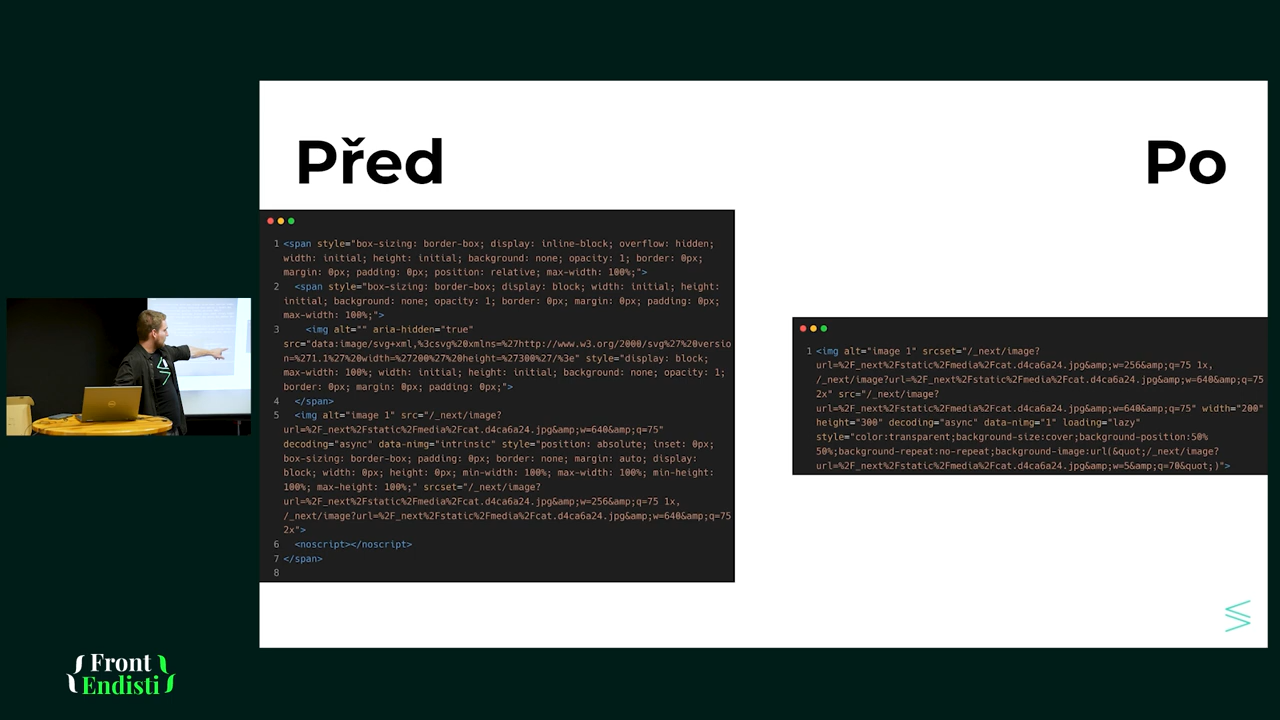 Před
Po
1 <span style="box-sizing: border-box; display: inline-block; overflow: hidden;
width: initial; height: initial; background: none; opacity: 1; border: 0px;
margin: 0px; padding: 0px; position: relative; max-width: 100%;">
2 <span style="box-sizing: border-box; display: block; width: initial; height:
initial; background: none; opacity: 1; border: 0px; margin: 0px; padding: 0px;
max-width: 100%;">
3 <img alt="" aria-hidden="true"
src="data:image/svg+xml,%3csvg%20xmlns=%27http://www.w3.org/2000/svg%27%20versio
n=%271.1%27%20width=%27200%27%20height=%27300%27/%3e" style="display: block;
max-width: 100%; width: initial; height: initial; background: none; opacity: 1;
border: 0px; margin: 0px; padding: 0px;">
4 </span>
5 <img alt="image 1" src="/_next/image?
url=%2F_next%2Fstatic%2Fmedia%2Fcat.d4ca6a24.jpg&amp;w=640&amp;q=75"
decoding="async" data-nimg="intrinsic" style="position: absolute; inset: 0px;
box-sizing: border-box; padding: 0px; border: none; margin: auto; display:
block; width: 0px; height: 0px; min-width: 100%; max-width: 100%; min-height:
100%; max-height: 100%;" srcset="/_next/image?
url=%2F_next%2Fstatic%2Fmedia%2Fcat.d4ca6a24.jpg&amp;w=256&amp;q=75 1x,
/_next/image?url=%2F_next%2Fstatic%2Fmedia%2Fcat.d4ca6a24.jpg&amp;w=640&amp;q=75
2x">
6 <noscript></noscript>
7 </span>
8
1 <img alt="image 1" srcset="/_next/image?
url=%2F_next%2Fstatic%2Fmedia%2Fcat.d4ca6a24.jpg&amp;w=256&amp;q=75 1x,
/_next/image?url=%2F_next%2Fstatic%2Fmedia%2Fcat.d4ca6a24.jpg&amp;w=640&amp;q=75
2x" src="/_next/image?
url=%2F_next%2Fstatic%2Fmedia%2Fcat.d4ca6a24.jpg&amp;w=640&amp;q=75" width="200"
height="300" decoding="async" data-nimg="1" loading="lazy"
style="color:transparent;background-size:cover;background-position:50%
50%;background-repeat:no-repeat;background-image:url(&quot;/_next/image?
url=%2F_next%2Fstatic%2Fmedia%2Fcat.d4ca6a24.jpg&amp;w=5&amp;q=70&quot;)">
{Front
Endisti}